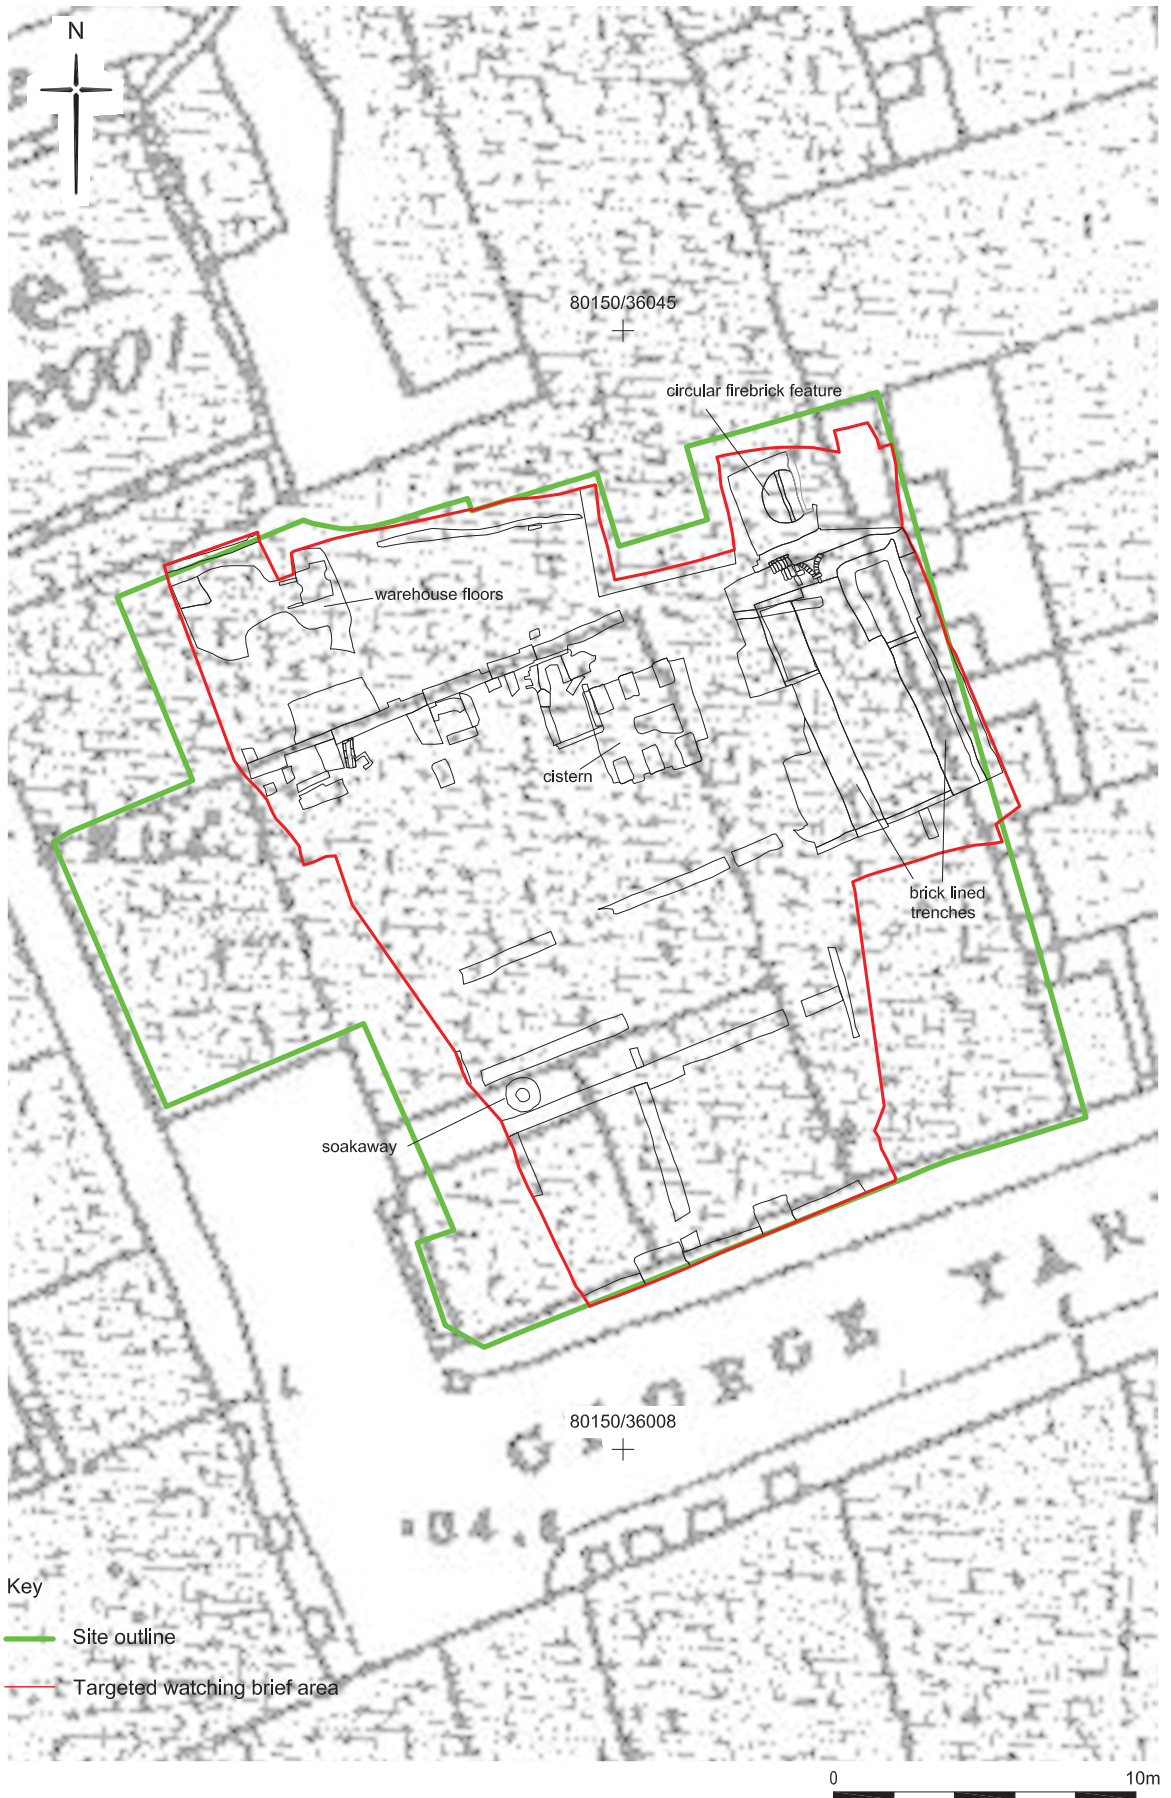 N
el
80150/36045
circular firebrick feature
warehouse floors
cistern
brick lined
trenches
soakaway
G E O R G E Y A R
80150/36008
Key
Site outline
Targeted watching brief area
0 10m